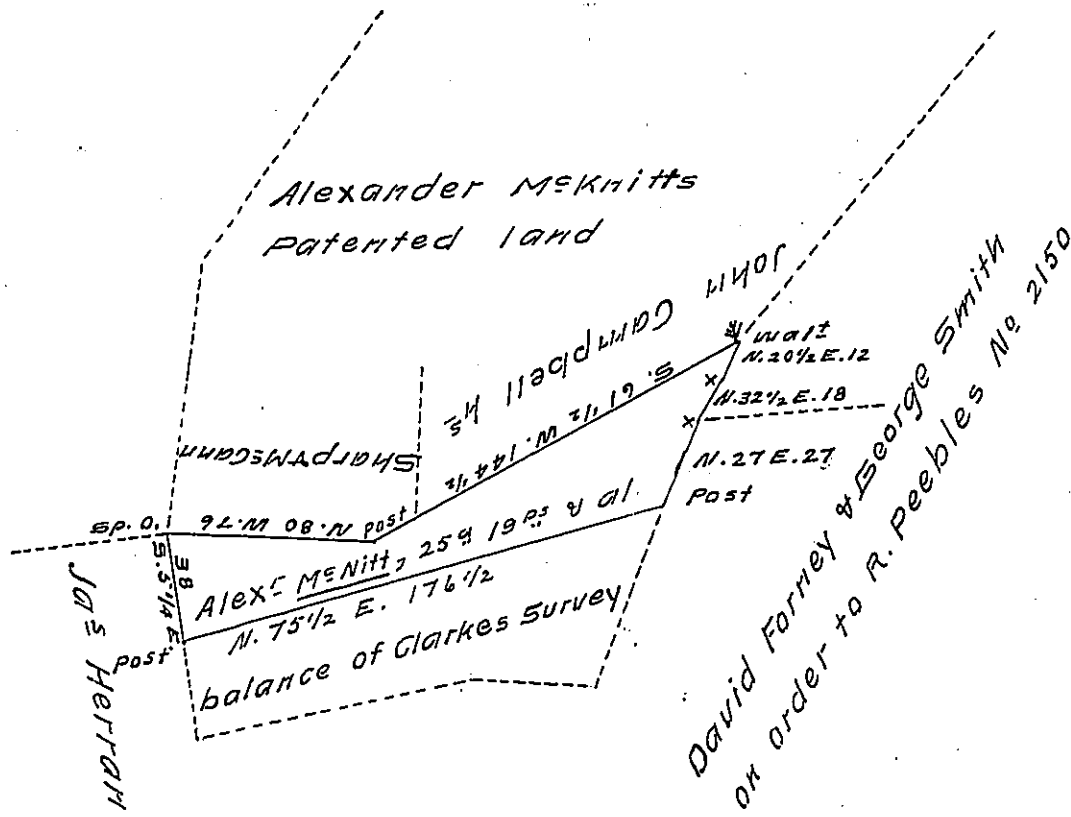 Alexander McKnitts
Patented land
John Campbell hs
Sharp & McCann
walt
N. 20 1/2 E. 12
N. 32 1/2 E. 18
N. 27 E. 27
Post
S. 61 1/2 W. 144 1/2
Post
N. 80 W. 76
Sp. O.
S. 5 1/4 E.
38
Post
Alexr McNitt, 25a 19ps & al
N. 75 1/2 E. 176 1/2
balance of Clarkes Survey
Jas Herran
David Forney & George Smith
on order to R. Peebles No 2150